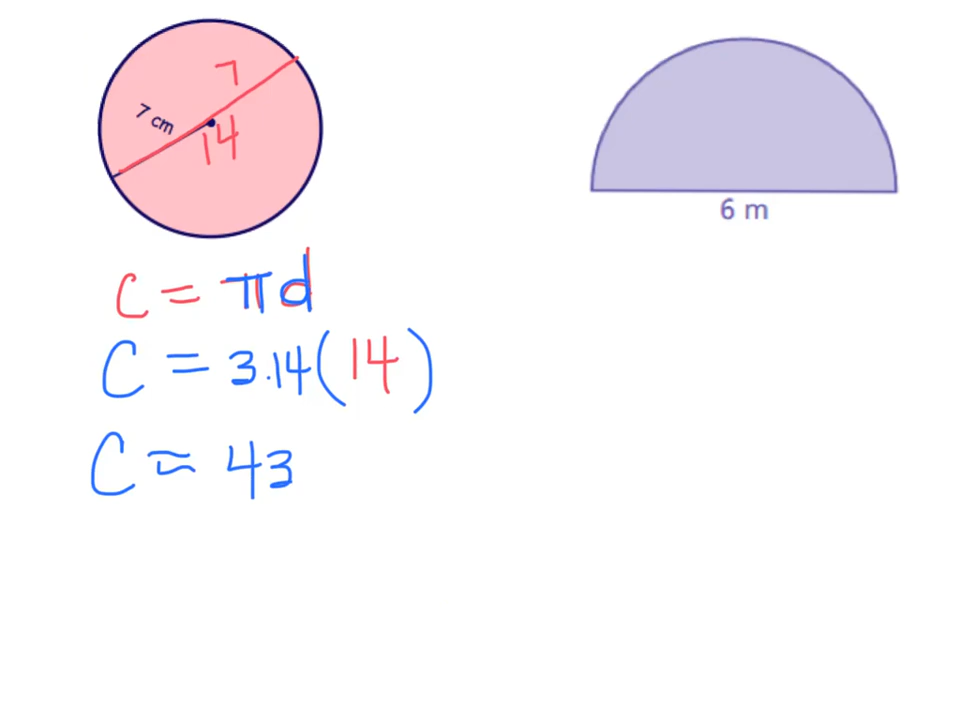 7
7 cm
14
6 m
C = πd
C = 3.14(14)
C ≈ 43